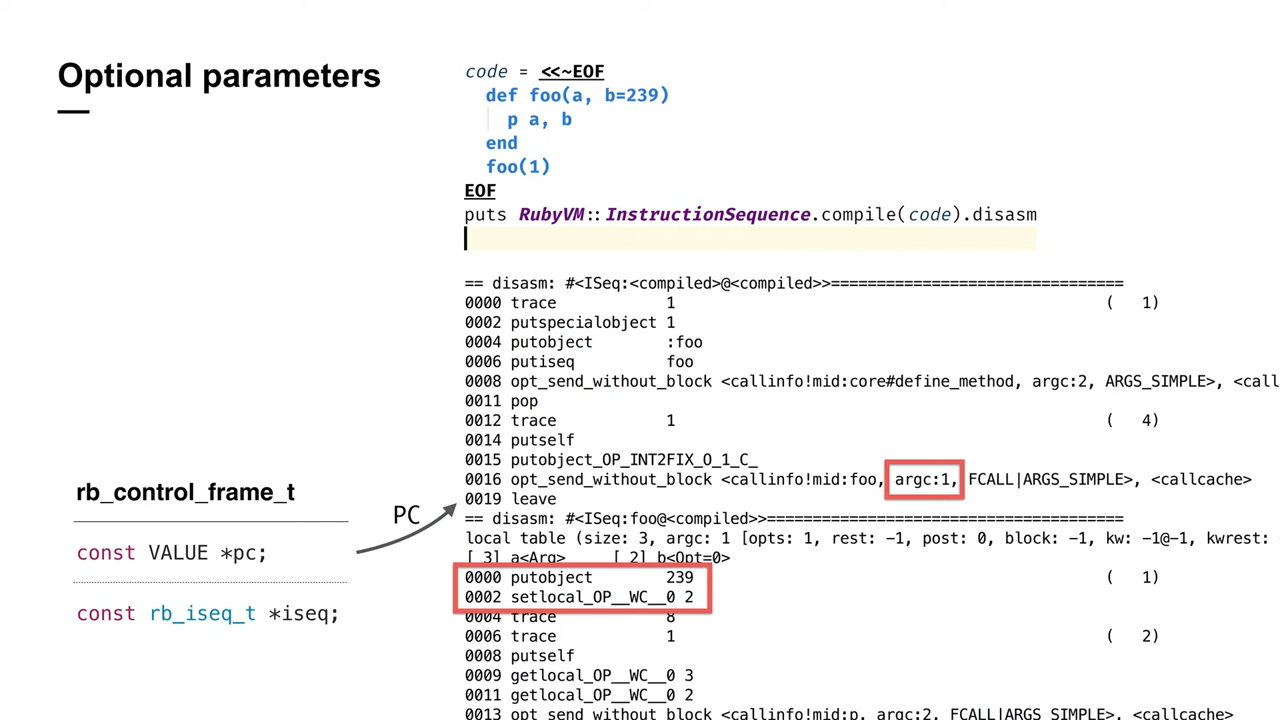 Optional parameters
code = <<~EOF
def foo(a, b=239)
p a, b
end
foo(1)
EOF
puts RubyVM::InstructionSequence.compile(code).disasm
== disasm: #<ISeq:<compiled>@<compiled>>================================
0000 trace 1 ( 1)
0002 putspecialobject 1
0004 putobject :foo
0006 putiseq foo
0008 opt_send_without_block <callinfo!mid:core#define_method, argc:2, ARGS_SIMPLE>, <call
0011 pop
0012 trace 1 ( 4)
0014 putself
0015 putobject_OP_INT2FIX_O_1_C_
0016 opt_send_without_block <callinfo!mid:foo, argc:1, FCALL|ARGS_SIMPLE>, <callcache>
0019 leave
== disasm: #<ISeq:foo@<compiled>>=======================================
local table (size: 3, argc: 1 [opts: 1, rest: -1, post: 0, block: -1, kw: -1@-1, kwrest:
[ 3] a<Arg> [ 2] b<Opt=0>
0000 putobject 239 ( 1)
0002 setlocal_OP__WC__0 2
0004 trace 8
0006 trace 1 ( 2)
0008 putself
0009 getlocal_OP__WC__0 3
0011 getlocal_OP__WC__0 2
0013 opt_send_without_block <callinfo!mid:p, argc:2, FCALL|ARGS_SIMPLE>, <callcache>
rb_control_frame_t
PC
const VALUE *pc;
const rb_iseq_t *iseq;